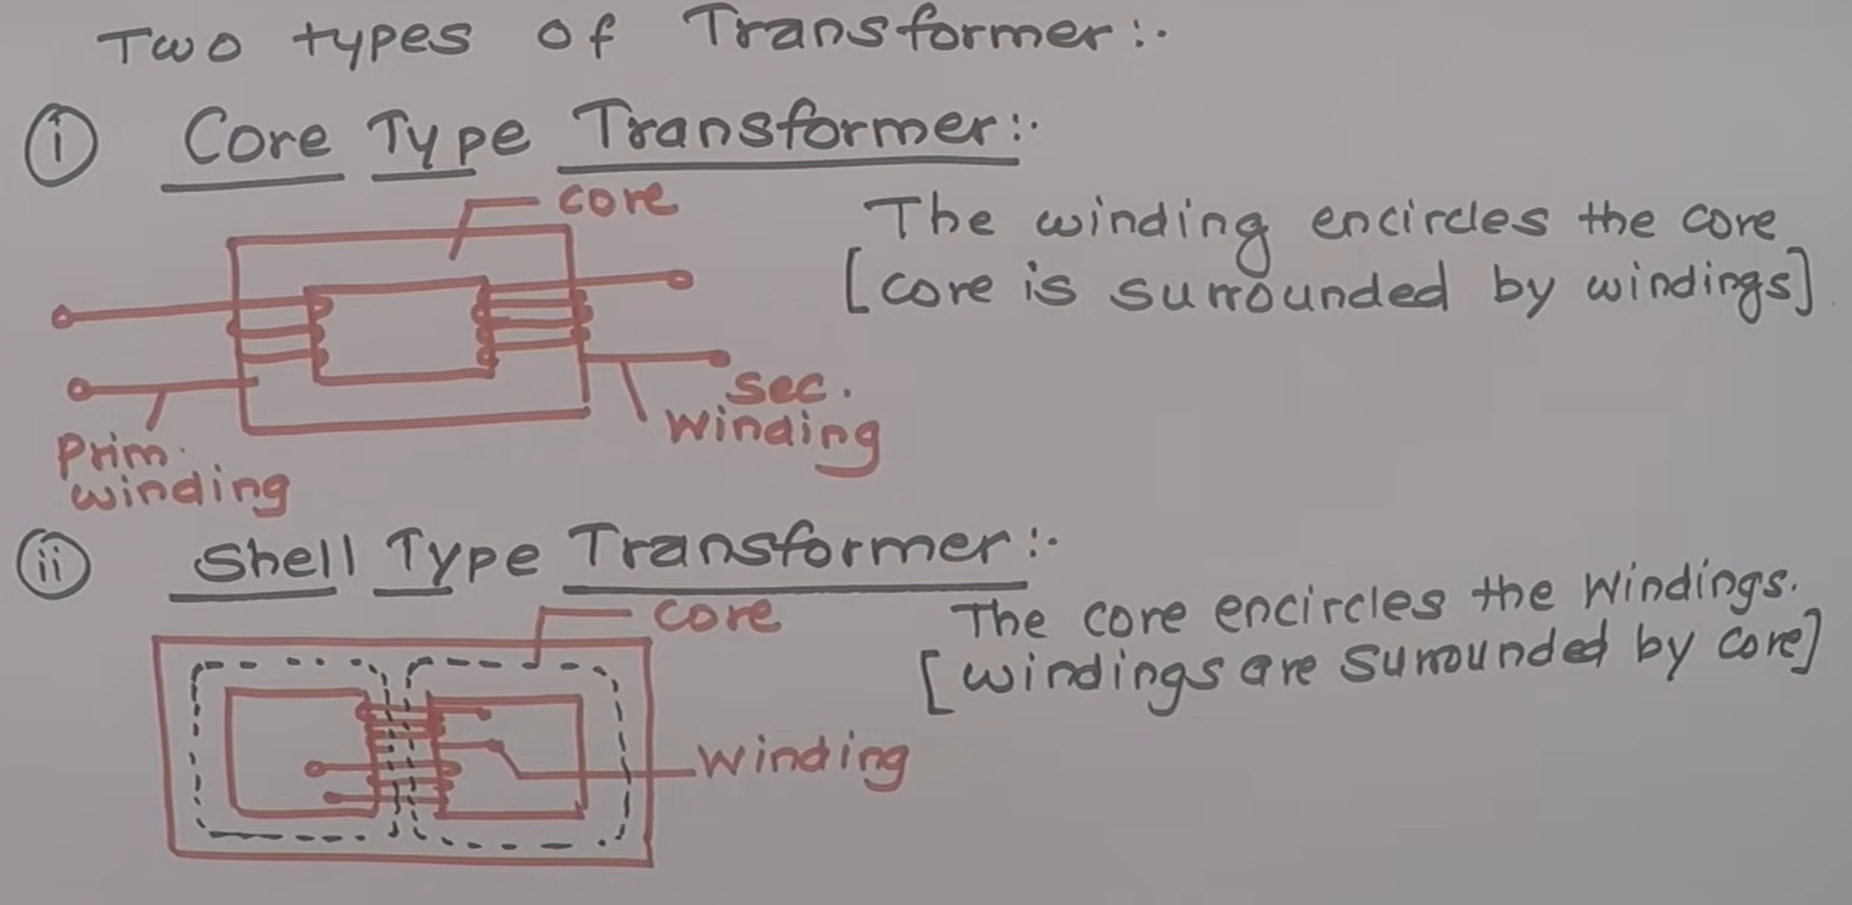 Two types of Transformer:-
(i) Core Type Transformer:-
core
The winding encircles the core
[core is surrounded by windings]
sec.
winding
Prim.
winding
(ii) Shell Type Transformer:-
core
The core encircles the Windings.
[windings are surrounded by core]
winding